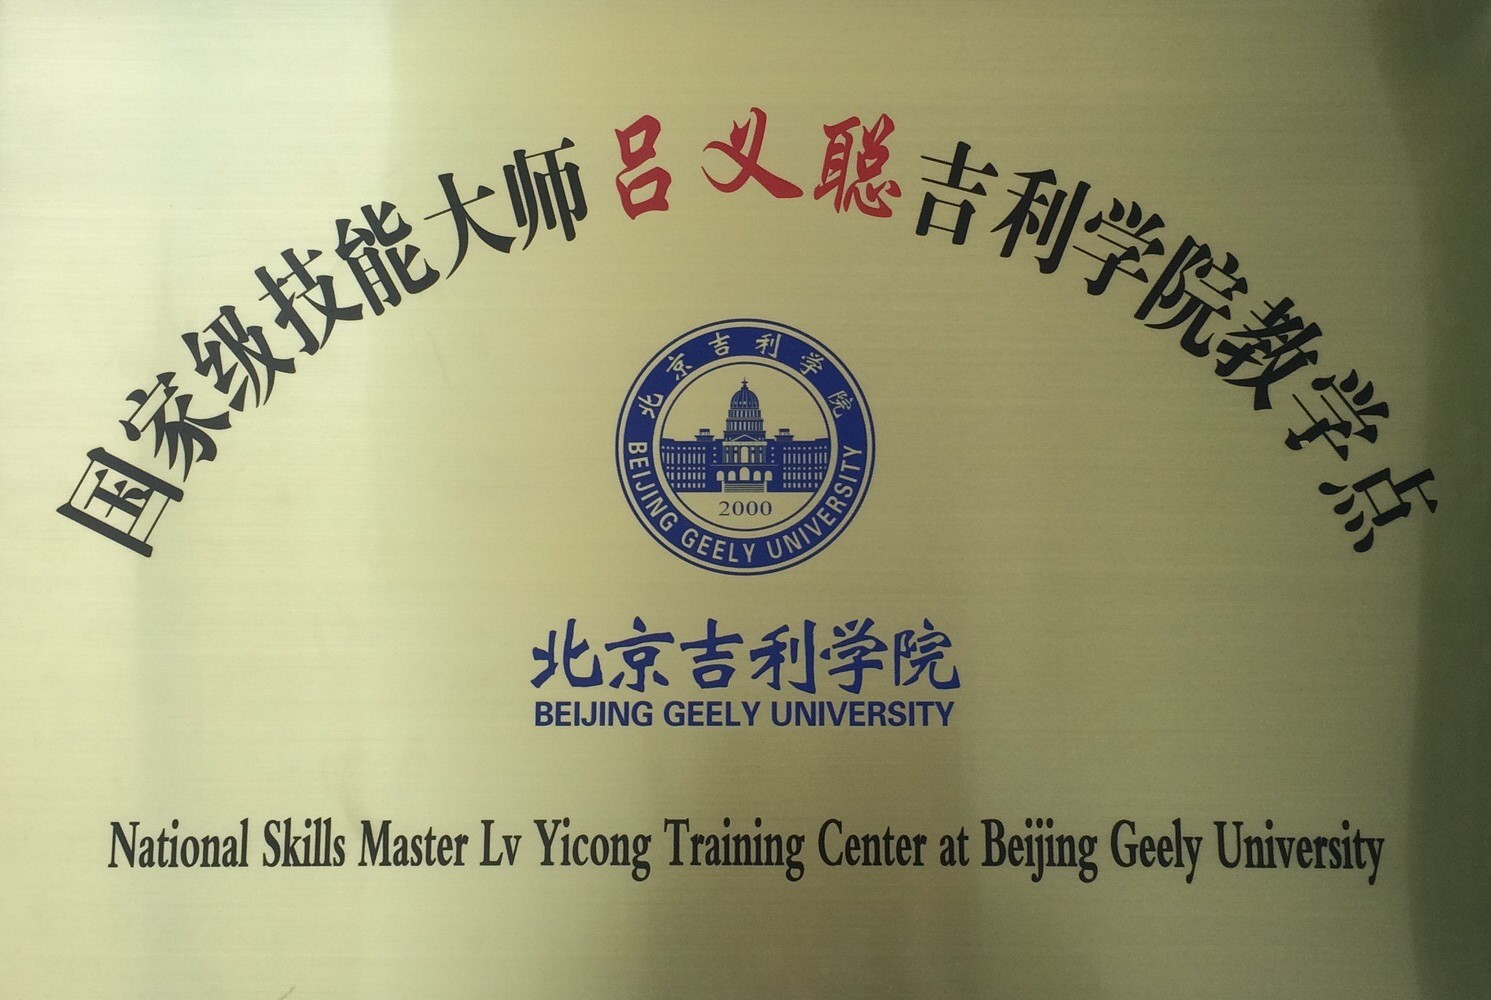 国家级技能大师吕义聪吉利学院教学点
北京吉利学院
2000
BEIJING GEELY UNIVERSITY
北京吉利学院
BEIJING GEELY UNIVERSITY
National Skills Master Lv Yicong Training Center at Beijing Geely University